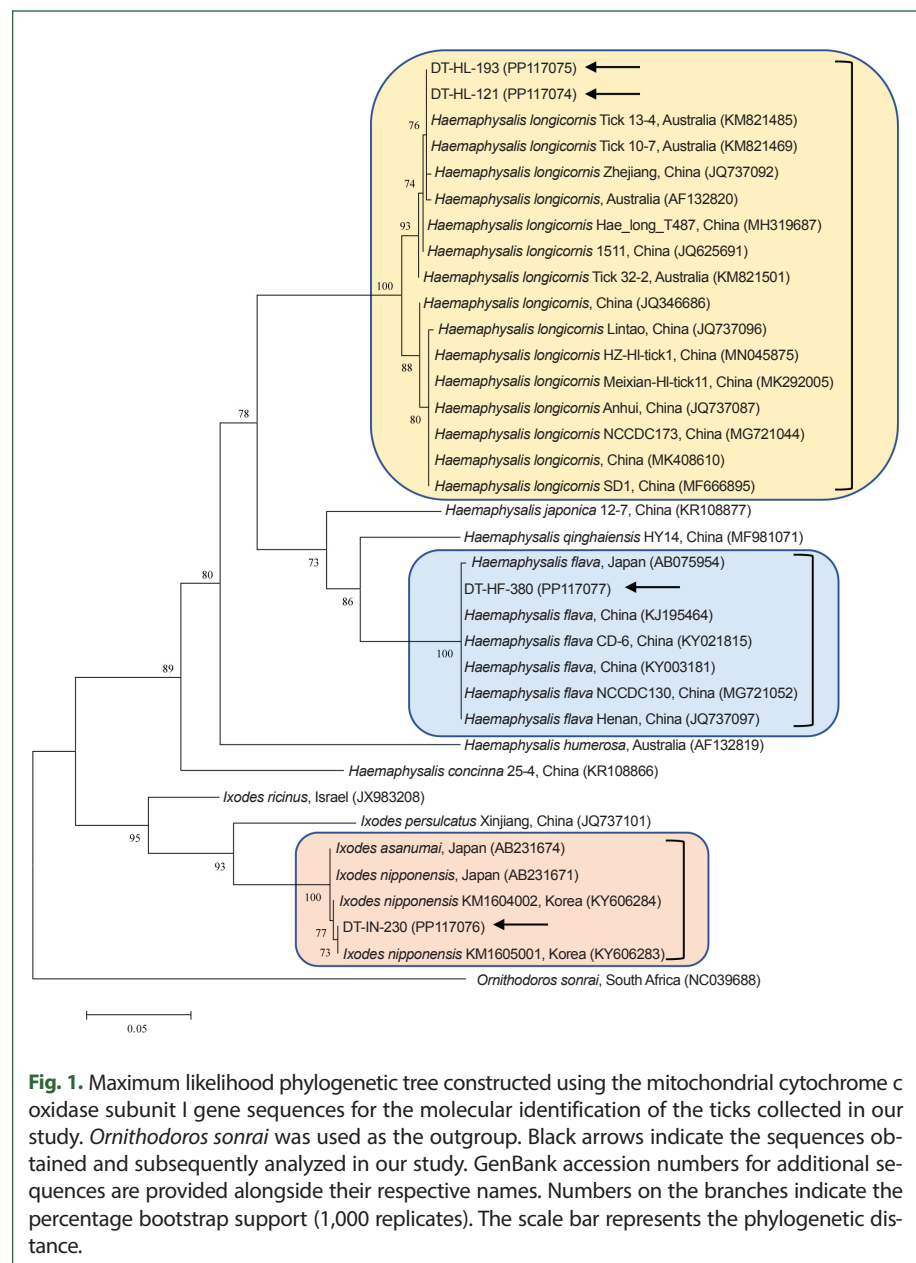 DT-HL-193 (PP117075)
DT-HL-121 (PP117074)
76
Haemaphysalis longicornis Tick 13-4, Australia (KM821485)
Haemaphysalis longicornis Tick 10-7, Australia (KM821469)
Haemaphysalis longicornis Zhejiang, China (JQ737092)
74
Haemaphysalis longicornis, Australia (AF132820)
93
Haemaphysalis longicornis Hae_long_T487, China (MH319687)
Haemaphysalis longicornis 1511, China (JQ625691)
Haemaphysalis longicornis Tick 32-2, Australia (KM821501)
100
Haemaphysalis longicornis, China (JQ346686)
Haemaphysalis longicornis Lintao, China (JQ737096)
Haemaphysalis longicornis HZ-Hl-tick1, China (MN045875)
88
Haemaphysalis longicornis Meixian-Hl-tick11, China (MK292005)
Haemaphysalis longicornis Anhui, China (JQ737087)
78
80
Haemaphysalis longicornis NCCDC173, China (MG721044)
Haemaphysalis longicornis, China (MK408610)
Haemaphysalis longicornis SD1, China (MF666895)
Haemaphysalis japonica 12-7, China (KR108877)
Haemaphysalis qinghaiensis HY14, China (MF981071)
73
Haemaphysalis flava, Japan (AB075954)
80
86
DT-HF-380 (PP117077)
Haemaphysalis flava, China (KJ195464)
Haemaphysalis flava CD-6, China (KY021815)
100
89
Haemaphysalis flava, China (KY003181)
Haemaphysalis flava NCCDC130, China (MG721052)
Haemaphysalis flava Henan, China (JQ737097)
Haemaphysalis humerosa, Australia (AF132819)
Haemaphysalis concinna 25-4, China (KR108866)
Ixodes ricinus, Israel (JX983208)
Ixodes persulcatus Xinjiang, China (JQ737101)
95
93
Ixodes asanumai, Japan (AB231674)
Ixodes nipponensis, Japan (AB231671)
100
Ixodes nipponensis KM1604002, Korea (KY606284)
77
DT-IN-230 (PP117076)
73
Ixodes nipponensis KM1605001, Korea (KY606283)
Ornithodoros sonrai, South Africa (NC039688)
0.05
Fig. 1. Maximum likelihood phylogenetic tree constructed using the mitochondrial cytochrome c
oxidase subunit I gene sequences for the molecular identification of the ticks collected in our
study. Ornithodoros sonrai was used as the outgroup. Black arrows indicate the sequences ob-
tained and subsequently analyzed in our study. GenBank accession numbers for additional se-
quences are provided alongside their respective names. Numbers on the branches indicate the
percentage bootstrap support (1,000 replicates). The scale bar represents the phylogenetic dis-
tance.